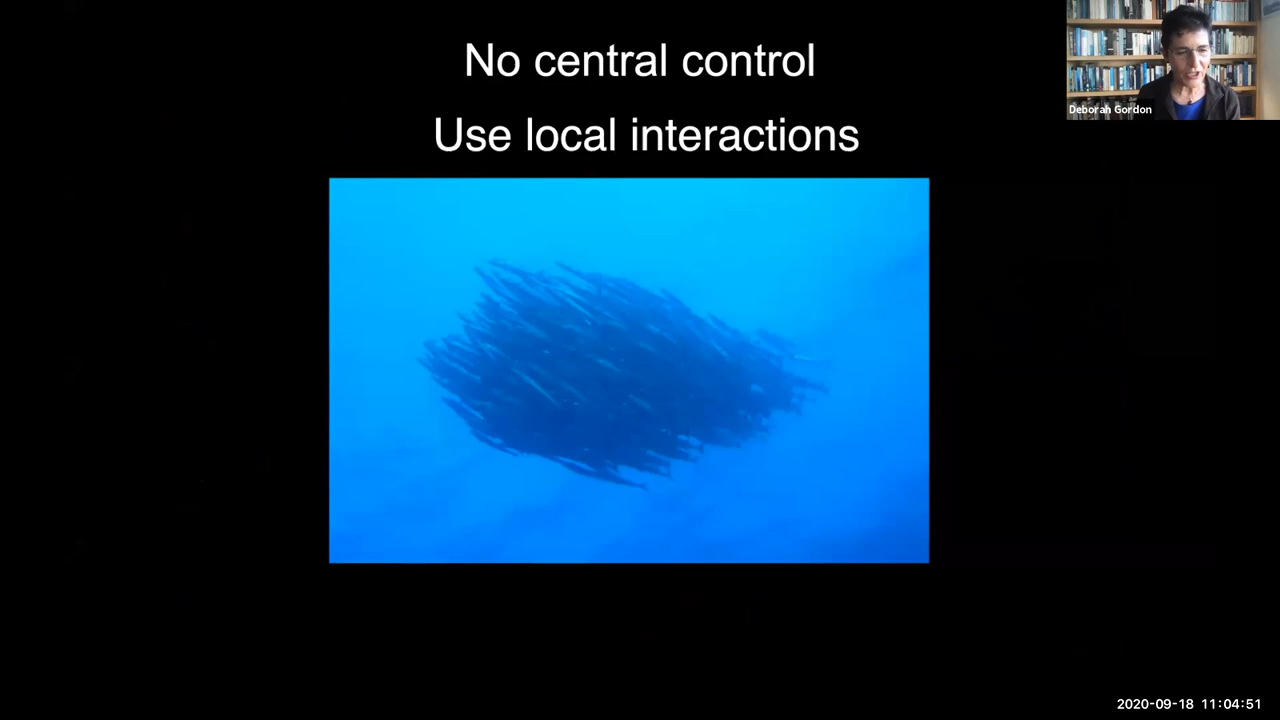 No central control
Use local interactions
Deborah Gordon
2020-09-18 11:04:51